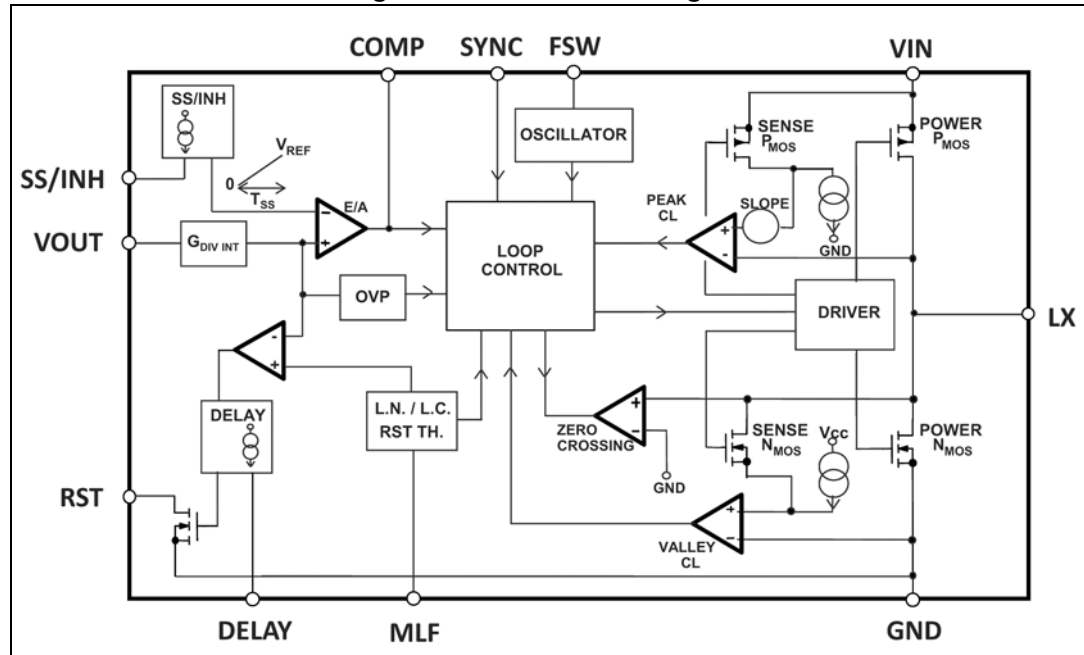 COMP SYNC FSW VIN
SS/INH
OSCILLATOR
SENSE
PMOS
POWER
PMOS
VREF
0
TSS
SS/INH
E/A
PEAK
CL
SLOPE
+
-
GND
VOUT
GDIV INT
−
+
LOOP
CONTROL
OVP
DRIVER
LX
-
+
DELAY
L.N. / L.C.
RST TH.
ZERO
CROSSING
+
−
GND
SENSE
NMOS
Vcc
POWER
NMOS
RST
+
−
VALLEY
CL
DELAY MLF GND